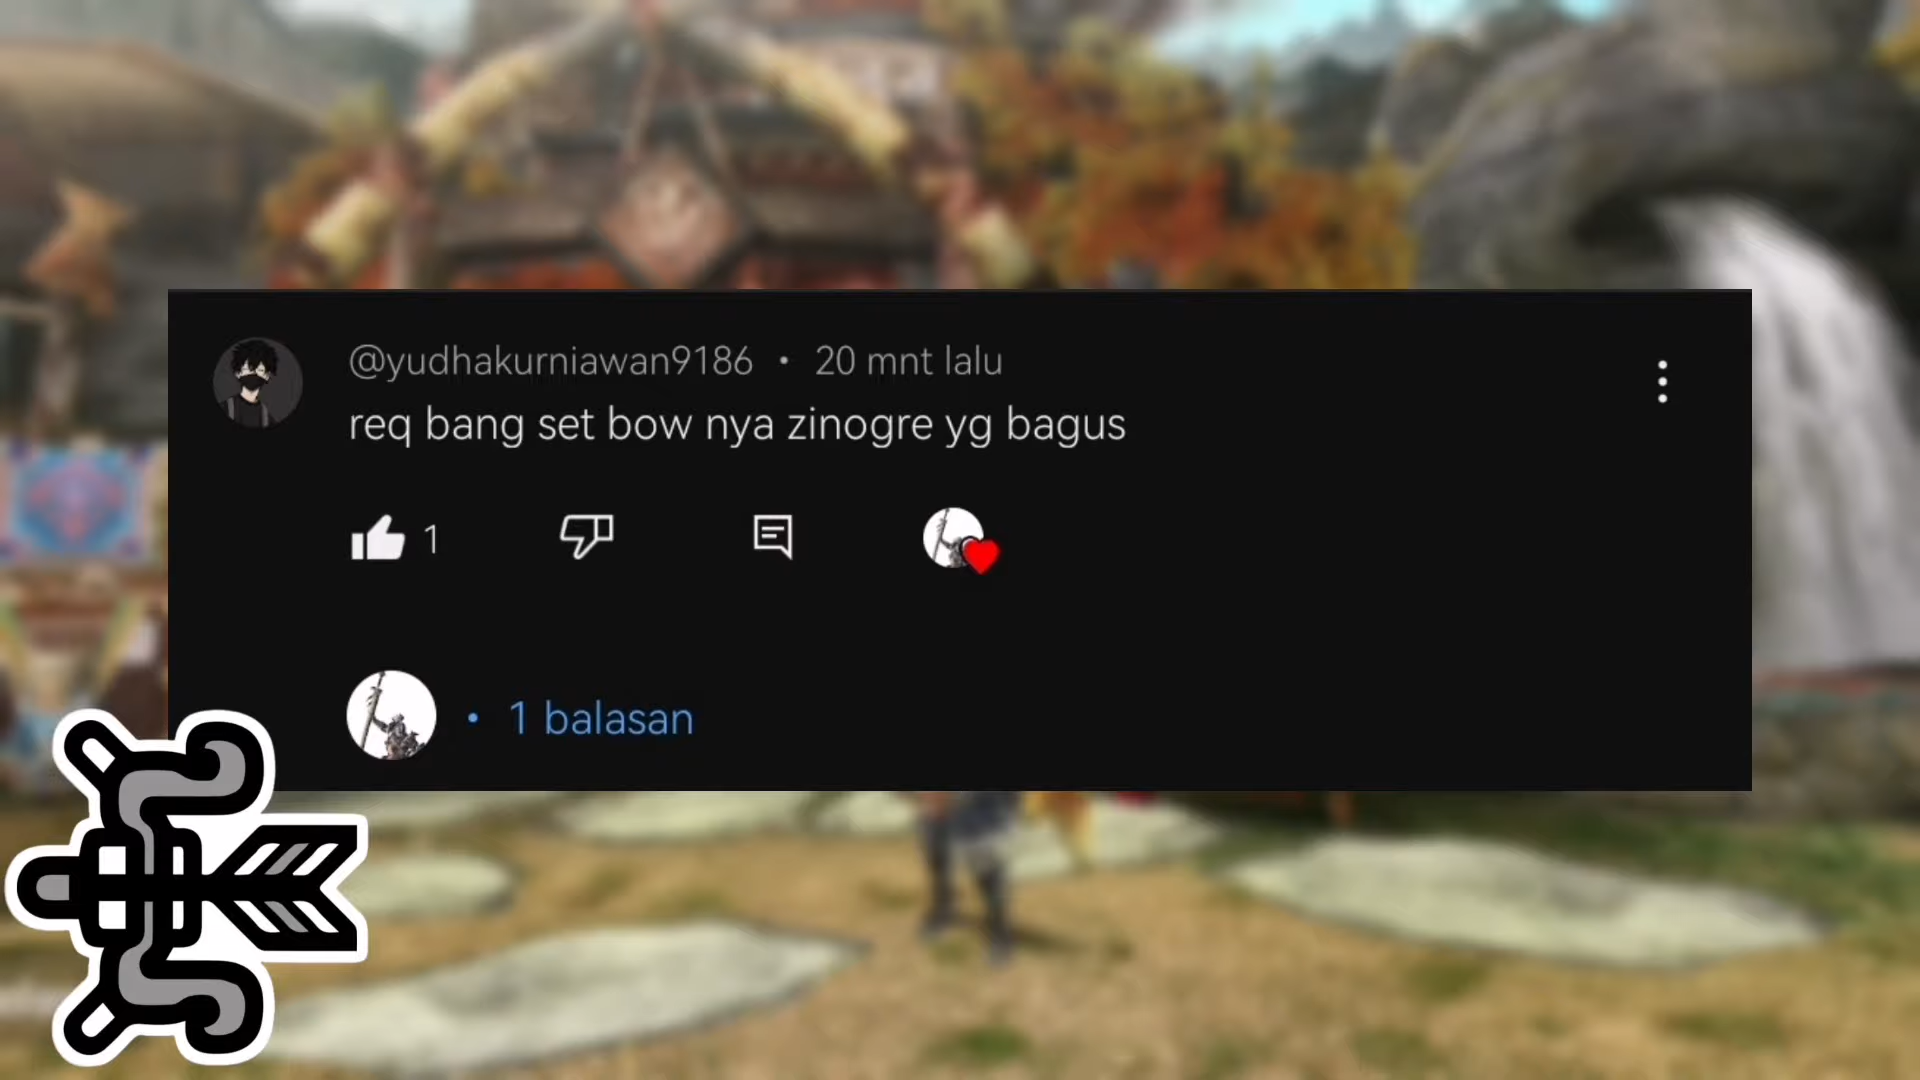 @yudhakurniawan9186 • 20 mnt lalu
req bang set bow nya zinogre yg bagus
1
• 1 balasan